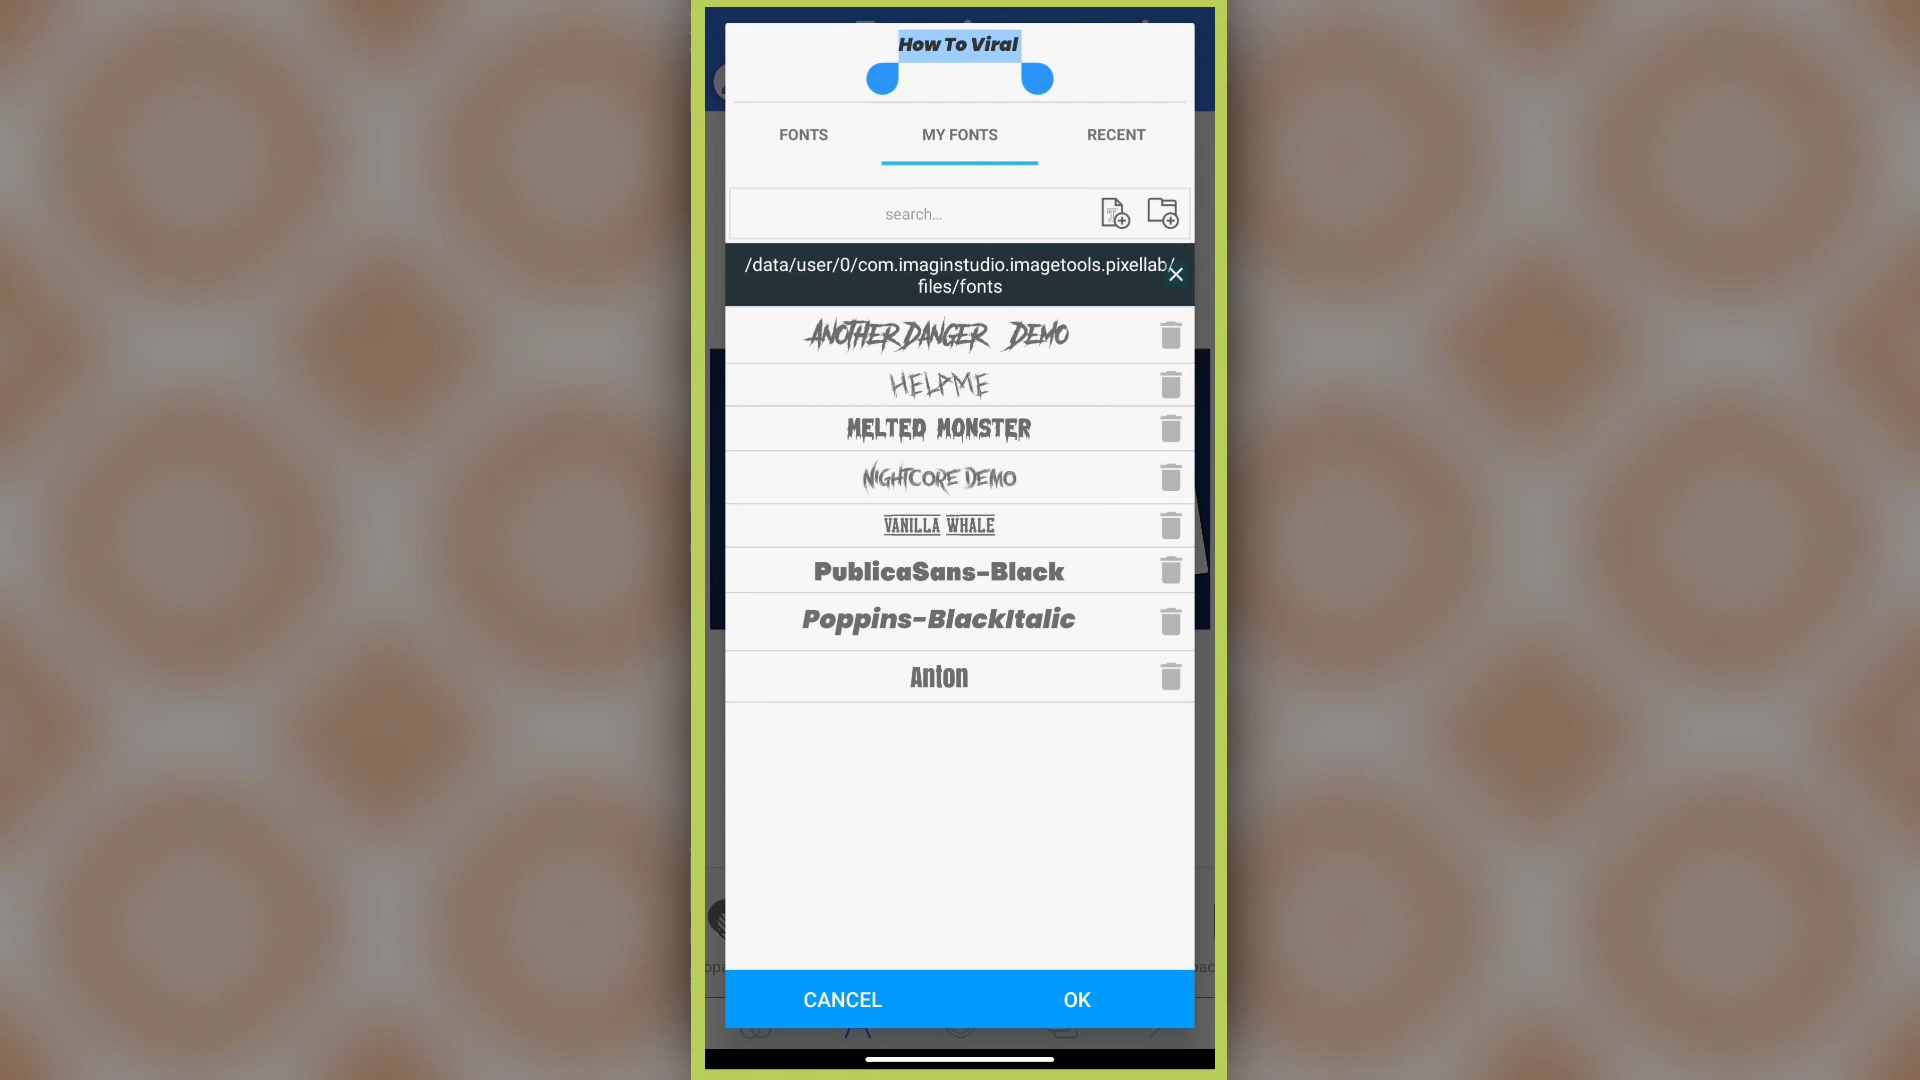 How To Viral
FONTS MY FONTS RECENT
search...
/data/user/0/com.imaginstudio.imagetools.pixellab/
files/fonts
ANOTHER DANGER DEMO
HELPME
MELTED MONSTER
NIGHTCORE DEMO
VANILLA WHALE
PublicaSans-Black
Poppins-BlackItalic
Anton
CANCEL OK